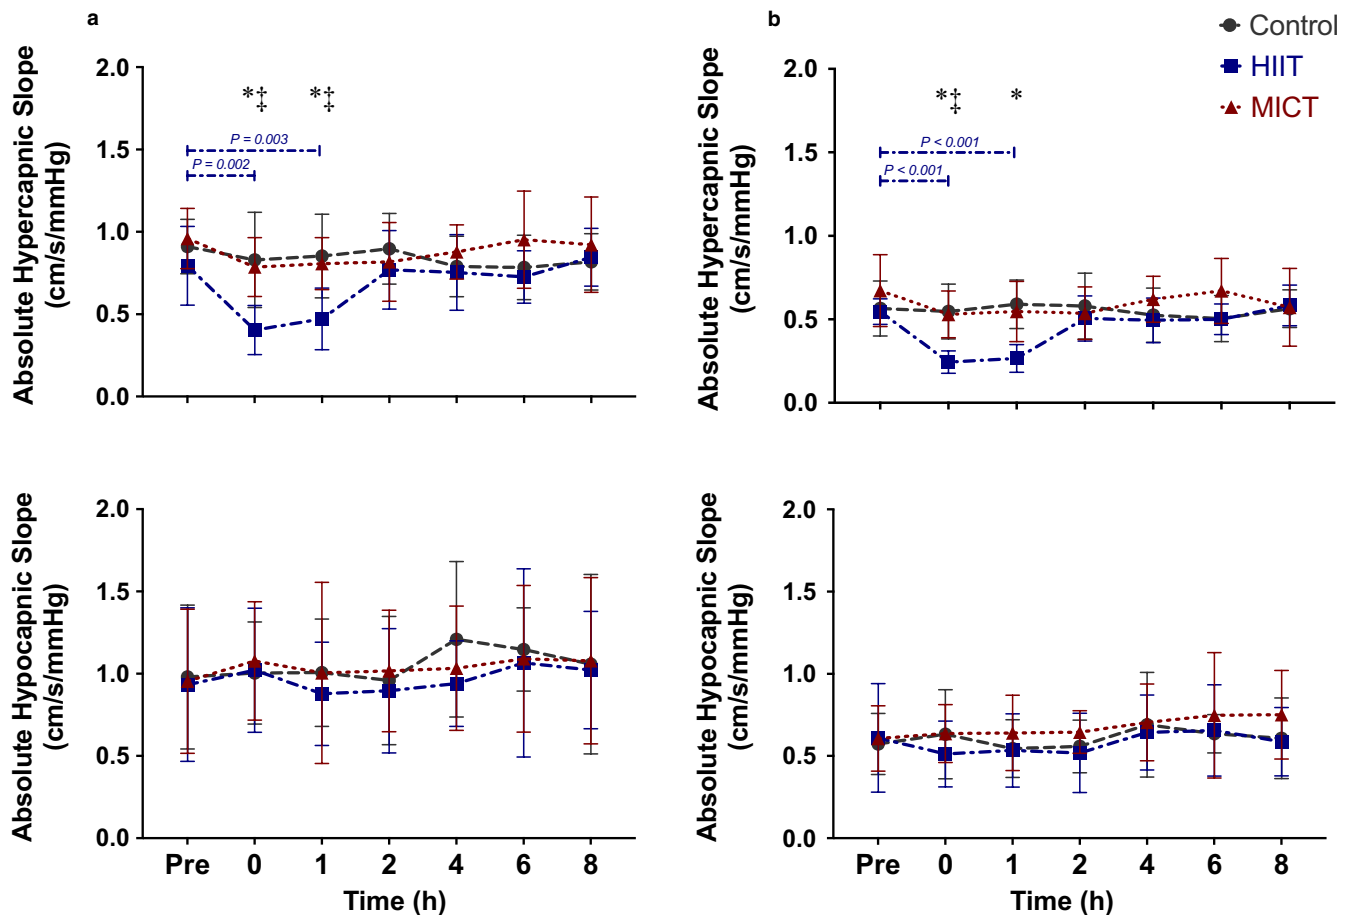 a
b
Control
HIIT
MICT
Absolute Hypercapnic Slope
(cm/s/mmHg)
2.0
1.5
1.0
0.5
0.0
*‡
*‡
P = 0.003
P = 0.002
Absolute Hypercapnic Slope
(cm/s/mmHg)
2.0
1.5
1.0
0.5
0.0
*‡
*
P < 0.001
P < 0.001
Absolute Hypocapnic Slope
(cm/s/mmHg)
2.0
1.5
1.0
0.5
0.0
Pre 0 1 2 4 6 8
Time (h)
Absolute Hypocapnic Slope
(cm/s/mmHg)
2.0
1.5
1.0
0.5
0.0
Pre 0 1 2 4 6 8
Time (h)